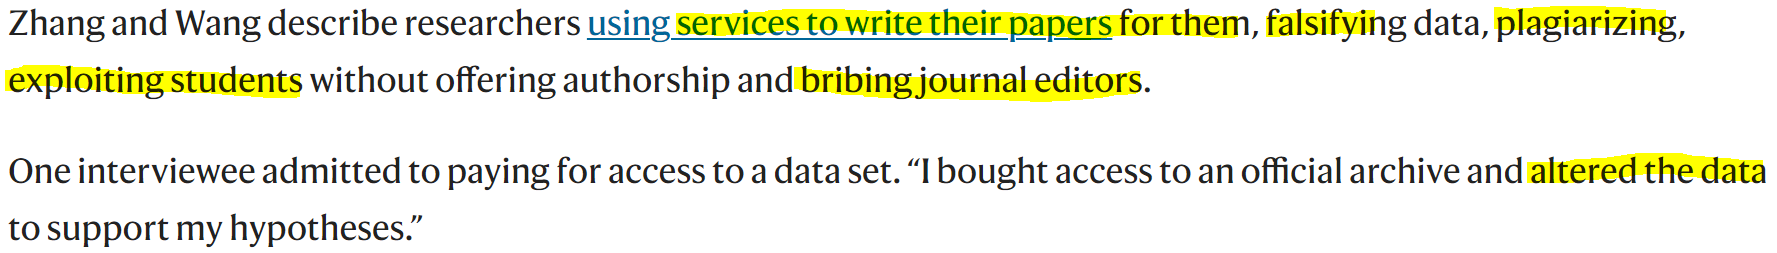 Zhang and Wang describe researchers using services to write their papers for them, falsifying data, plagiarizing,
exploiting students without offering authorship and bribing journal editors.
One interviewee admitted to paying for access to a data set. “I bought access to an official archive and altered the data
to support my hypotheses.”